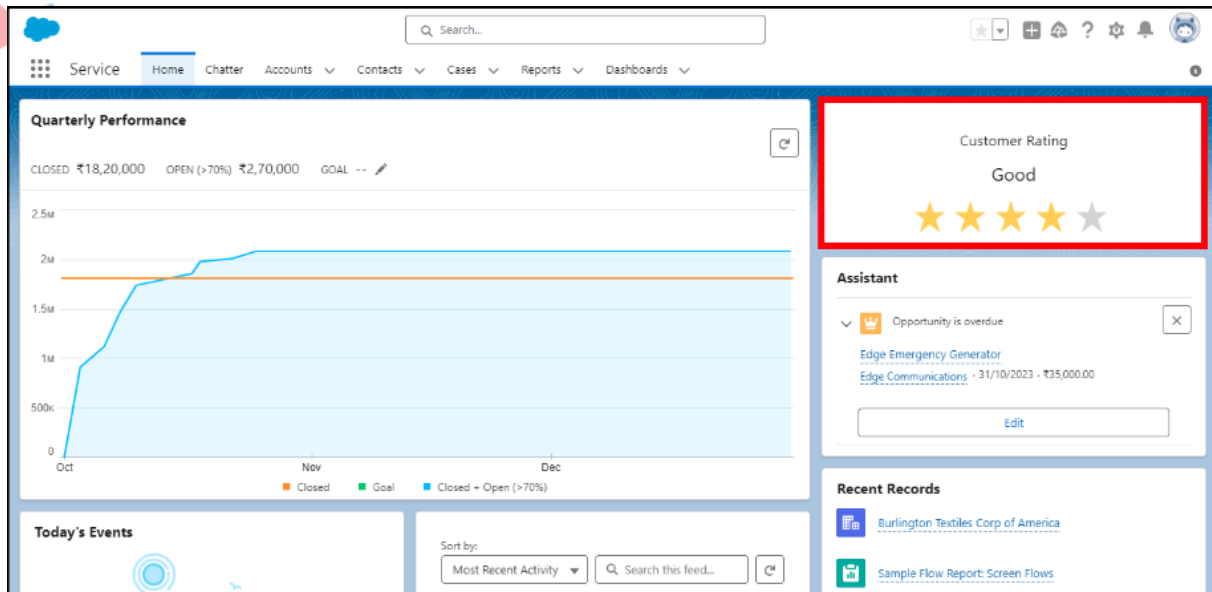 Search...
Service Home Chatter Accounts Contacts Cases Reports Dashboards
Quarterly Performance
CLOSED ₹18,20,000 OPEN (>70%) ₹2,70,000 GOAL --
2.5M
2M
1.5M
1M
500K
0
Oct Nov Dec
Closed Goal Closed + Open (>70%)
Today's Events
Sort by:
Most Recent Activity Search this feed...
Customer Rating
Good
Assistant
Opportunity is overdue
Edge Emergency Generator
Edge Communications · 31/10/2023 · ₹35,000.00
Edit
Recent Records
Burlington Textiles Corp of America
Sample Flow Report: Screen Flows